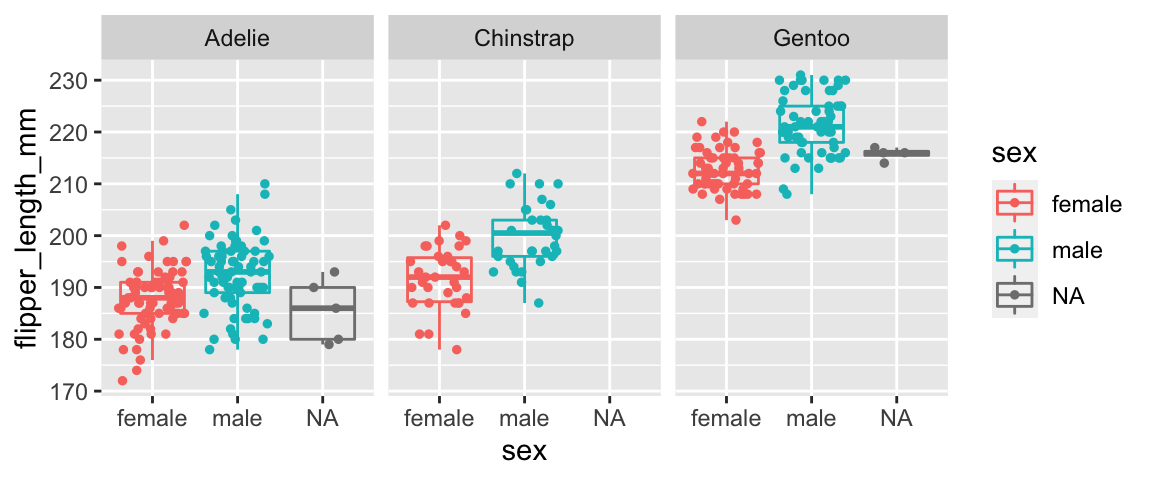 Adelie Chinstrap Gentoo
230
220
210
200
190
180
170
flipper_length_mm
female male NA female male NA female male NA
sex
sex
female
male
NA